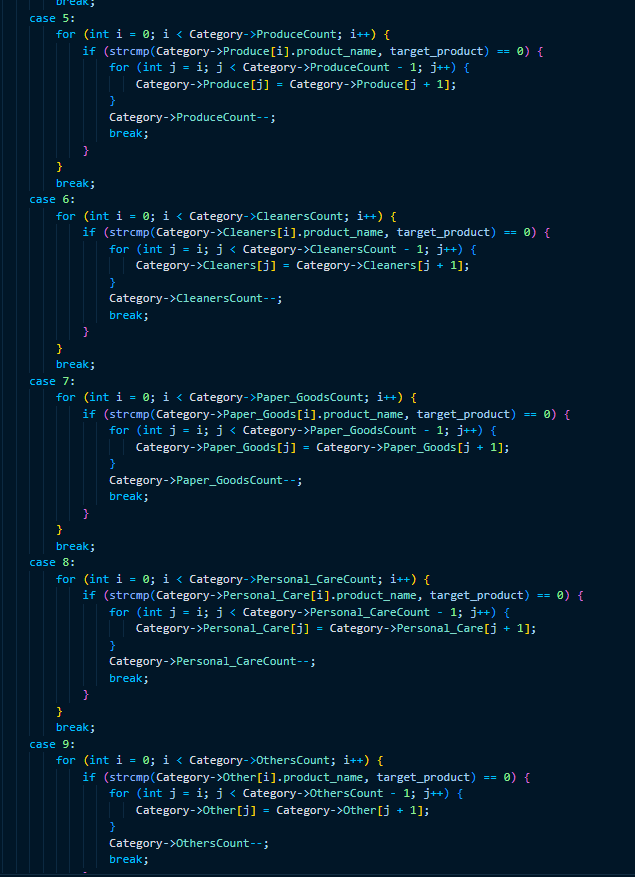 break;
case 5:
for (int i = 0; i < Category->ProduceCount; i++) {
if (strcmp(Category->Produce[i].product_name, target_product) == 0) {
for (int j = i; j < Category->ProduceCount - 1; j++) {
Category->Produce[j] = Category->Produce[j + 1];
}
Category->ProduceCount--;
break;
}
}
break;
case 6:
for (int i = 0; i < Category->CleanersCount; i++) {
if (strcmp(Category->Cleaners[i].product_name, target_product) == 0) {
for (int j = i; j < Category->CleanersCount - 1; j++) {
Category->Cleaners[j] = Category->Cleaners[j + 1];
}
Category->CleanersCount--;
break;
}
}
break;
case 7:
for (int i = 0; i < Category->Paper_GoodsCount; i++) {
if (strcmp(Category->Paper_Goods[i].product_name, target_product) == 0) {
for (int j = i; j < Category->Paper_GoodsCount - 1; j++) {
Category->Paper_Goods[j] = Category->Paper_Goods[j + 1];
}
Category->Paper_GoodsCount--;
break;
}
}
break;
case 8:
for (int i = 0; i < Category->Personal_CareCount; i++) {
if (strcmp(Category->Personal_Care[i].product_name, target_product) == 0) {
for (int j = i; j < Category->Personal_CareCount - 1; j++) {
Category->Personal_Care[j] = Category->Personal_Care[j + 1];
}
Category->Personal_CareCount--;
break;
}
}
break;
case 9:
for (int i = 0; i < Category->OthersCount; i++) {
if (strcmp(Category->Other[i].product_name, target_product) == 0) {
for (int j = i; j < Category->OthersCount - 1; j++) {
Category->Other[j] = Category->Other[j + 1];
}
Category->OthersCount--;
break;